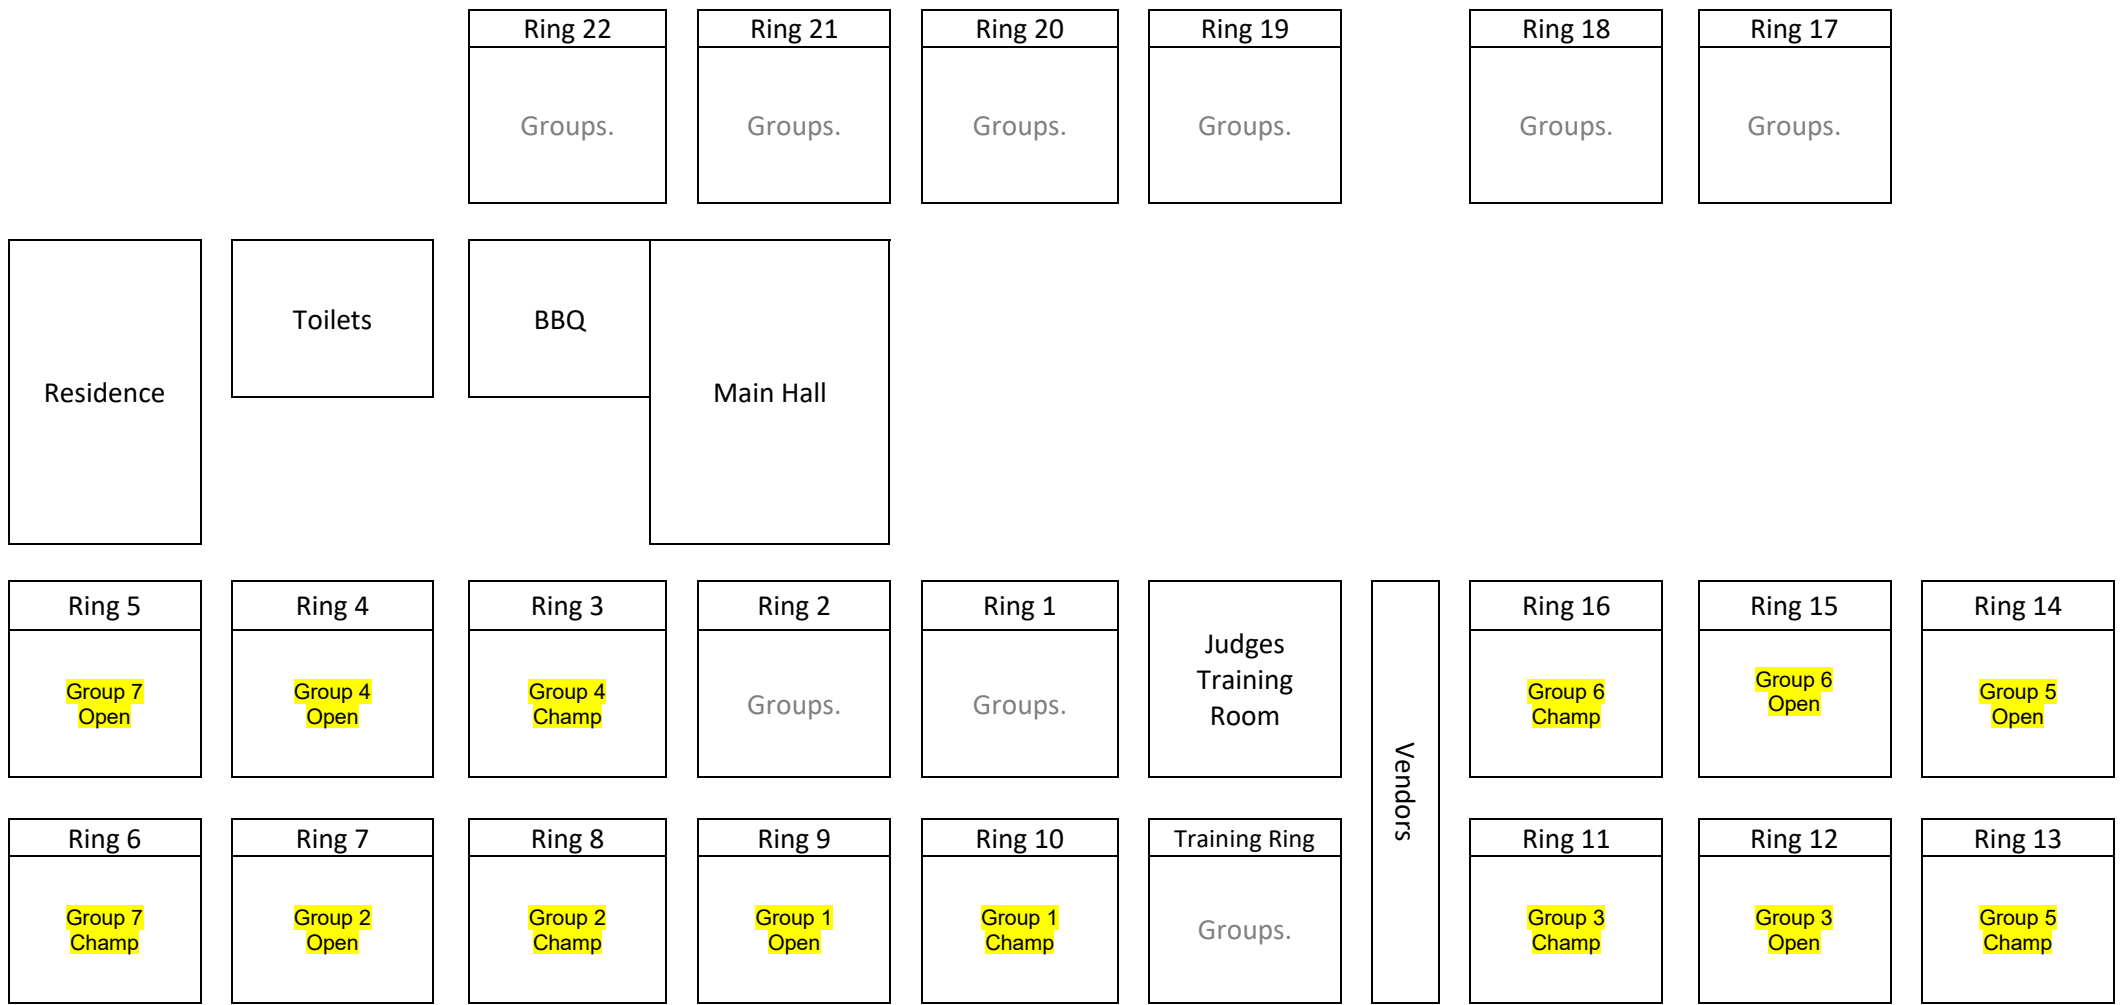 Ring 22
Ring 21
Ring 20
Ring 19
Ring 18
Ring 17
Groups.
Groups.
Groups.
Groups.
Groups.
Groups.
Residence
Toilets
BBQ
Main Hall
Ring 5
Ring 4
Ring 3
Ring 2
Ring 1
Judges
Training
Room
Vendors
Ring 16
Ring 15
Ring 14
Group 7
Open
Group 4
Open
Group 4
Champ
Groups.
Groups.
Group 6
Champ
Group 6
Open
Group 5
Open
Ring 6
Ring 7
Ring 8
Ring 9
Ring 10
Training Ring
Ring 11
Ring 12
Ring 13
Group 7
Champ
Group 2
Open
Group 2
Champ
Group 1
Open
Group 1
Champ
Groups.
Group 3
Champ
Group 3
Open
Group 5
Champ